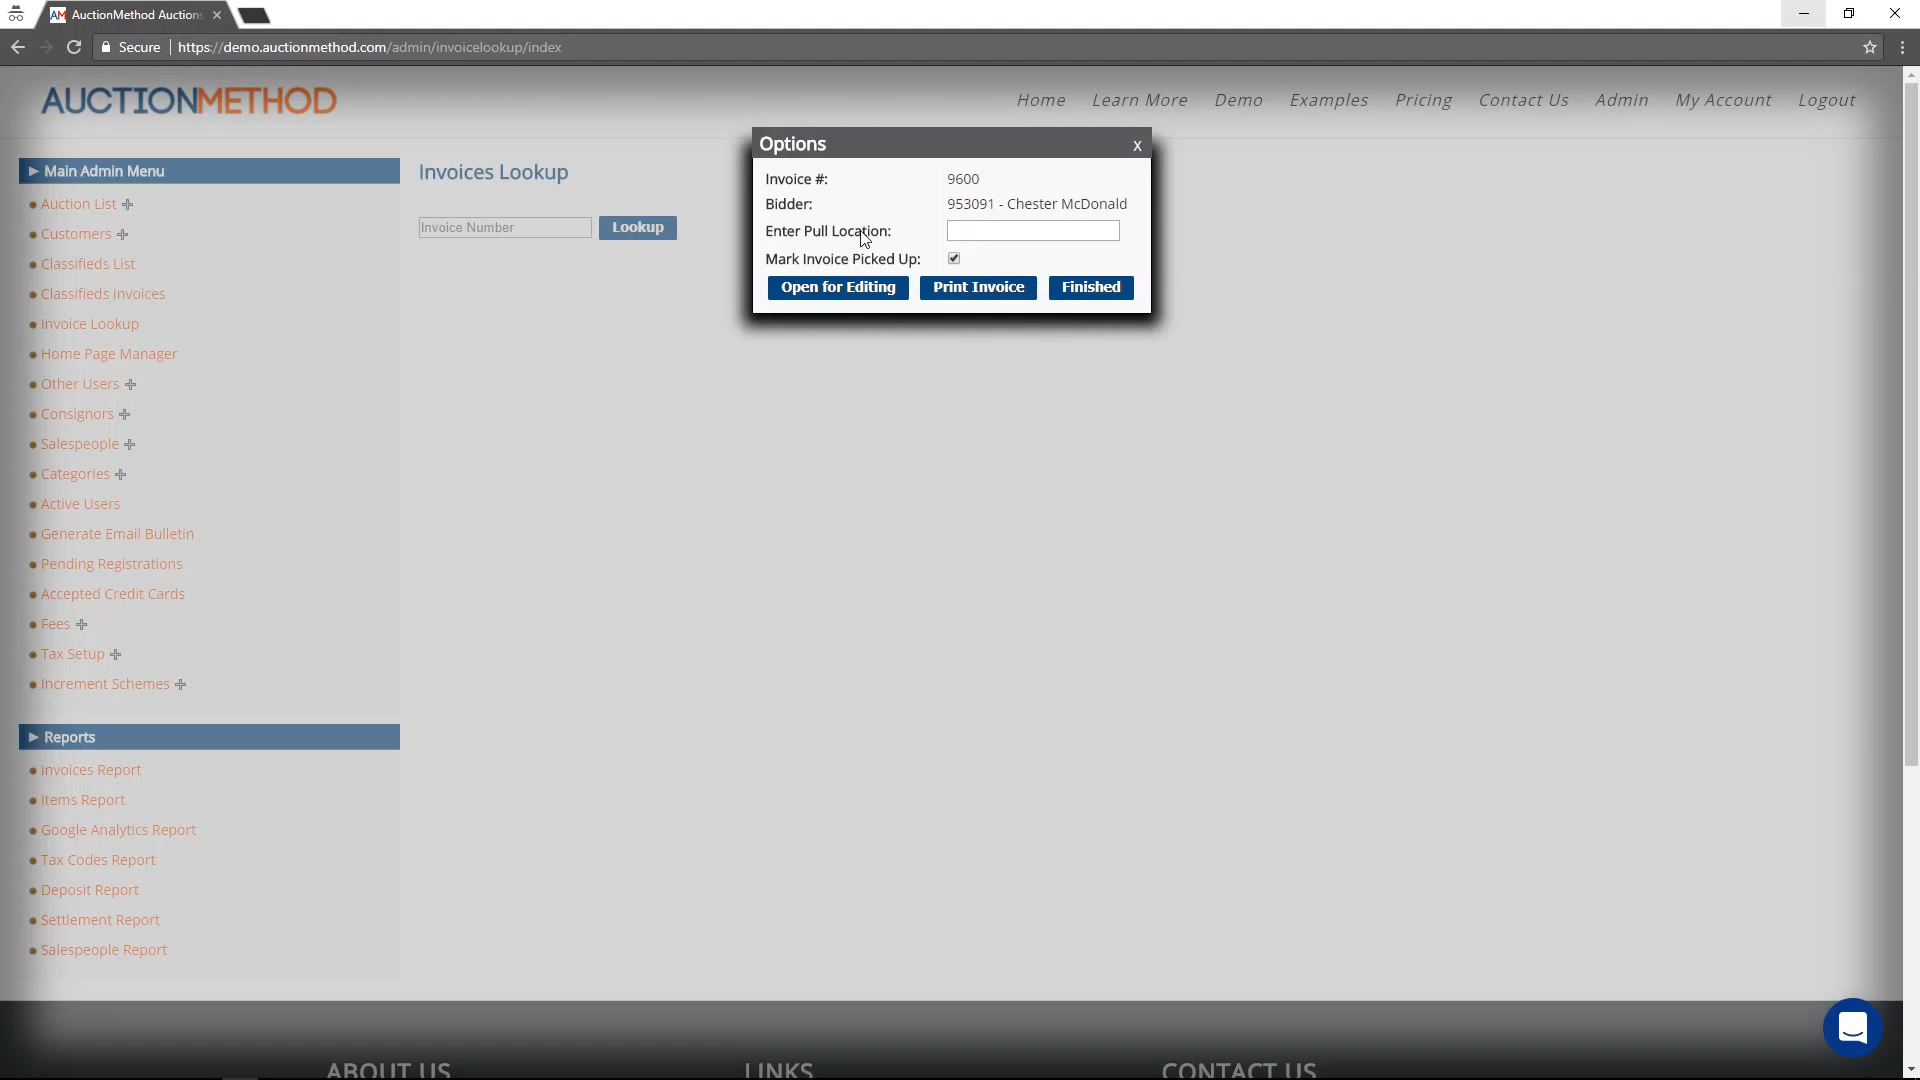 AM AuctionMethod Auction
Secure https://demo.auctionmethod.com/admin/invoicelookup/index
AUCTIONMETHOD
Home Learn More Demo Examples Pricing Contact Us Admin My Account Logout
Options x
Invoice #: 9600
Bidder: 953091 - Chester McDonald
Enter Pull Location:
Mark Invoice Picked Up:
Open for Editing Print Invoice Finished
Main Admin Menu
Auction List
Customers
Classifieds List
Classifieds Invoices
Invoice Lookup
Home Page Manager
Other Users
Consignors
Salespeople
Categories
Active Users
Generate Email Bulletin
Pending Registrations
Accepted Credit Cards
Fees
Tax Setup
Increment Schemes
Reports
Invoices Report
Items Report
Google Analytics Report
Tax Codes Report
Deposit Report
Settlement Report
Salespeople Report
Invoices Lookup
Invoice Number Lookup
ABOUT US LINKS CONTACT US